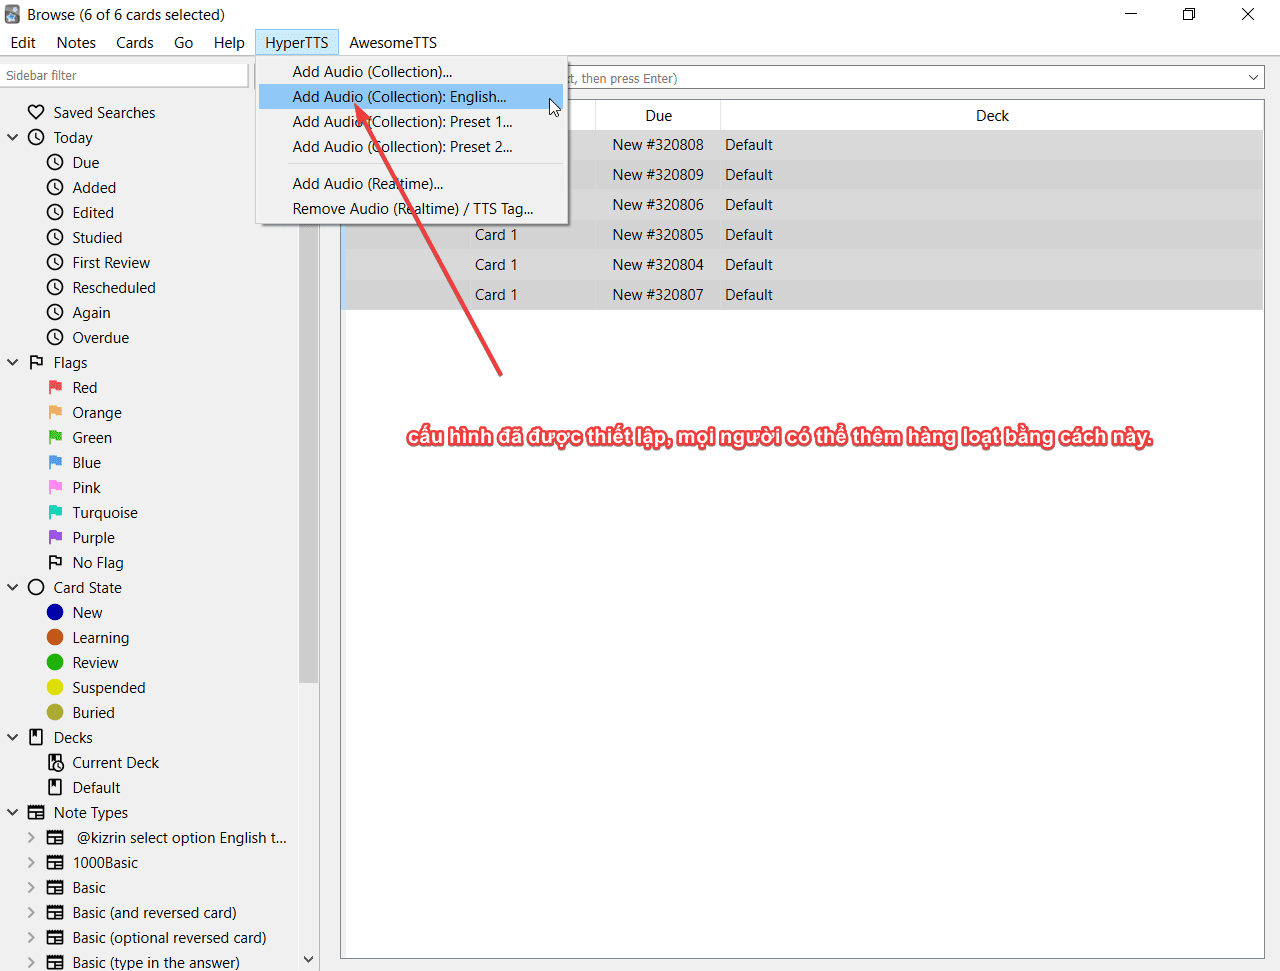 Browse (6 of 6 cards selected)
Edit Notes Cards Go Help HyperTTS AwesomeTTS
Sidebar filter
Add Audio (Collection)...
Add Audio (Collection): English...
Add Audio (Collection): Preset 1...
Add Audio (Collection): Preset 2...
Add Audio (Realtime)...
Remove Audio (Realtime) / TTS Tag...
then press Enter)
Due Deck
New #320808 Default
New #320809 Default
New #320806 Default
Card 1 New #320805 Default
Card 1 New #320804 Default
Card 1 New #320807 Default
cấu hình đã được thiết lập, mọi người có thể thêm hàng loạt bằng cách này.
Saved Searches
Today
Due
Added
Edited
Studied
First Review
Rescheduled
Again
Overdue
Flags
Red
Orange
Green
Blue
Pink
Turquoise
Purple
No Flag
Card State
New
Learning
Review
Suspended
Buried
Decks
Current Deck
Default
Note Types
@kizrin select option English t...
1000Basic
Basic
Basic (and reversed card)
Basic (optional reversed card)
Basic (type in the answer)